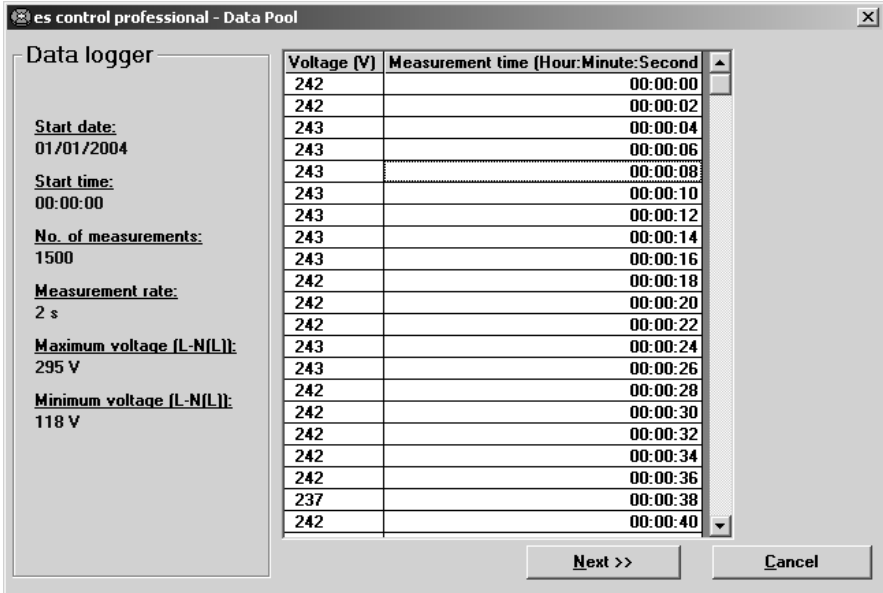 es control professional - Data Pool
Data logger
Start date:
01/01/2004
Start time:
00:00:00
No. of measurements:
1500
Measurement rate:
2 s
Maximum voltage (L-N(L)):
295 V
Minimum voltage (L-N(L)):
118 V
Voltage (V) Measurement time (Hour:Minute:Second
242 00:00:00
242 00:00:02
243 00:00:04
243 00:00:06
243 00:00:08
243 00:00:10
243 00:00:12
243 00:00:14
243 00:00:16
242 00:00:18
242 00:00:20
242 00:00:22
243 00:00:24
243 00:00:26
242 00:00:28
242 00:00:30
242 00:00:32
242 00:00:34
242 00:00:36
237 00:00:38
242 00:00:40
Next >> Cancel